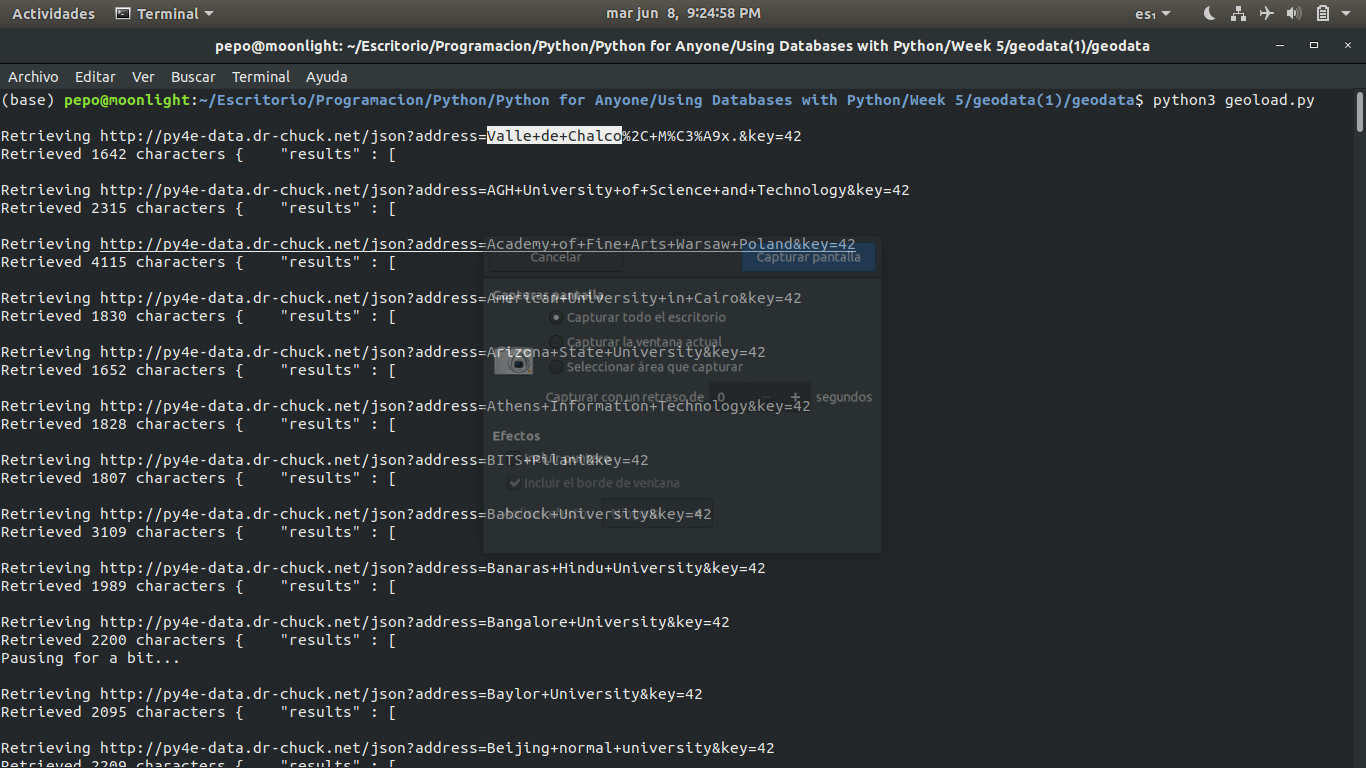 Actividades Terminal mar jun 8, 9:24:58 PM es₁
pepo@moonlight: ~/Escritorio/Programacion/Python/Python for Anyone/Using Databases with Python/Week 5/geodata(1)/geodata
Archivo Editar Ver Buscar Terminal Ayuda
(base) pepo@moonlight:~/Escritorio/Programacion/Python/Python for Anyone/Using Databases with Python/Week 5/geodata(1)/geodata$ python3 geoload.py
Retrieving http://py4e-data.dr-chuck.net/json?address=Valle+de+Chalco%2C+M%C3%A9x.&key=42
Retrieved 1642 characters {    "results" : [
Retrieving http://py4e-data.dr-chuck.net/json?address=AGH+University+of+Science+and+Technology&key=42
Retrieved 2315 characters {    "results" : [
Retrieving http://py4e-data.dr-chuck.net/json?address=Academy+of+Fine+Arts+Warsaw+Poland&key=42
Retrieved 4115 characters {    "results" : [
Retrieving http://py4e-data.dr-chuck.net/json?address=American+University+in+Cairo&key=42
Retrieved 1830 characters {    "results" : [
Retrieving http://py4e-data.dr-chuck.net/json?address=Arizona+State+University&key=42
Retrieved 1652 characters {    "results" : [
Retrieving http://py4e-data.dr-chuck.net/json?address=Athens+Information+Technology&key=42
Retrieved 1828 characters {    "results" : [
Retrieving http://py4e-data.dr-chuck.net/json?address=BITS+Pilani&key=42
Retrieved 1807 characters {    "results" : [
Retrieving http://py4e-data.dr-chuck.net/json?address=Babcock+University&key=42
Retrieved 3109 characters {    "results" : [
Retrieving http://py4e-data.dr-chuck.net/json?address=Banaras+Hindu+University&key=42
Retrieved 1989 characters {    "results" : [
Retrieving http://py4e-data.dr-chuck.net/json?address=Bangalore+University&key=42
Retrieved 2200 characters {    "results" : [
Pausing for a bit...
Retrieving http://py4e-data.dr-chuck.net/json?address=Baylor+University&key=42
Retrieved 2095 characters {    "results" : [
Retrieving http://py4e-data.dr-chuck.net/json?address=Beijing+normal+university&key=42
Retrieved 2209 characters {    "results" : [
Cancelar Capturar pantalla
Capturar pantalla
Capturar todo el escritorio
Capturar la ventana actual
Seleccionar área que capturar
Capturar con un retraso de 0 − + segundos
Efectos
Incluir puntero
Incluir el borde de ventana